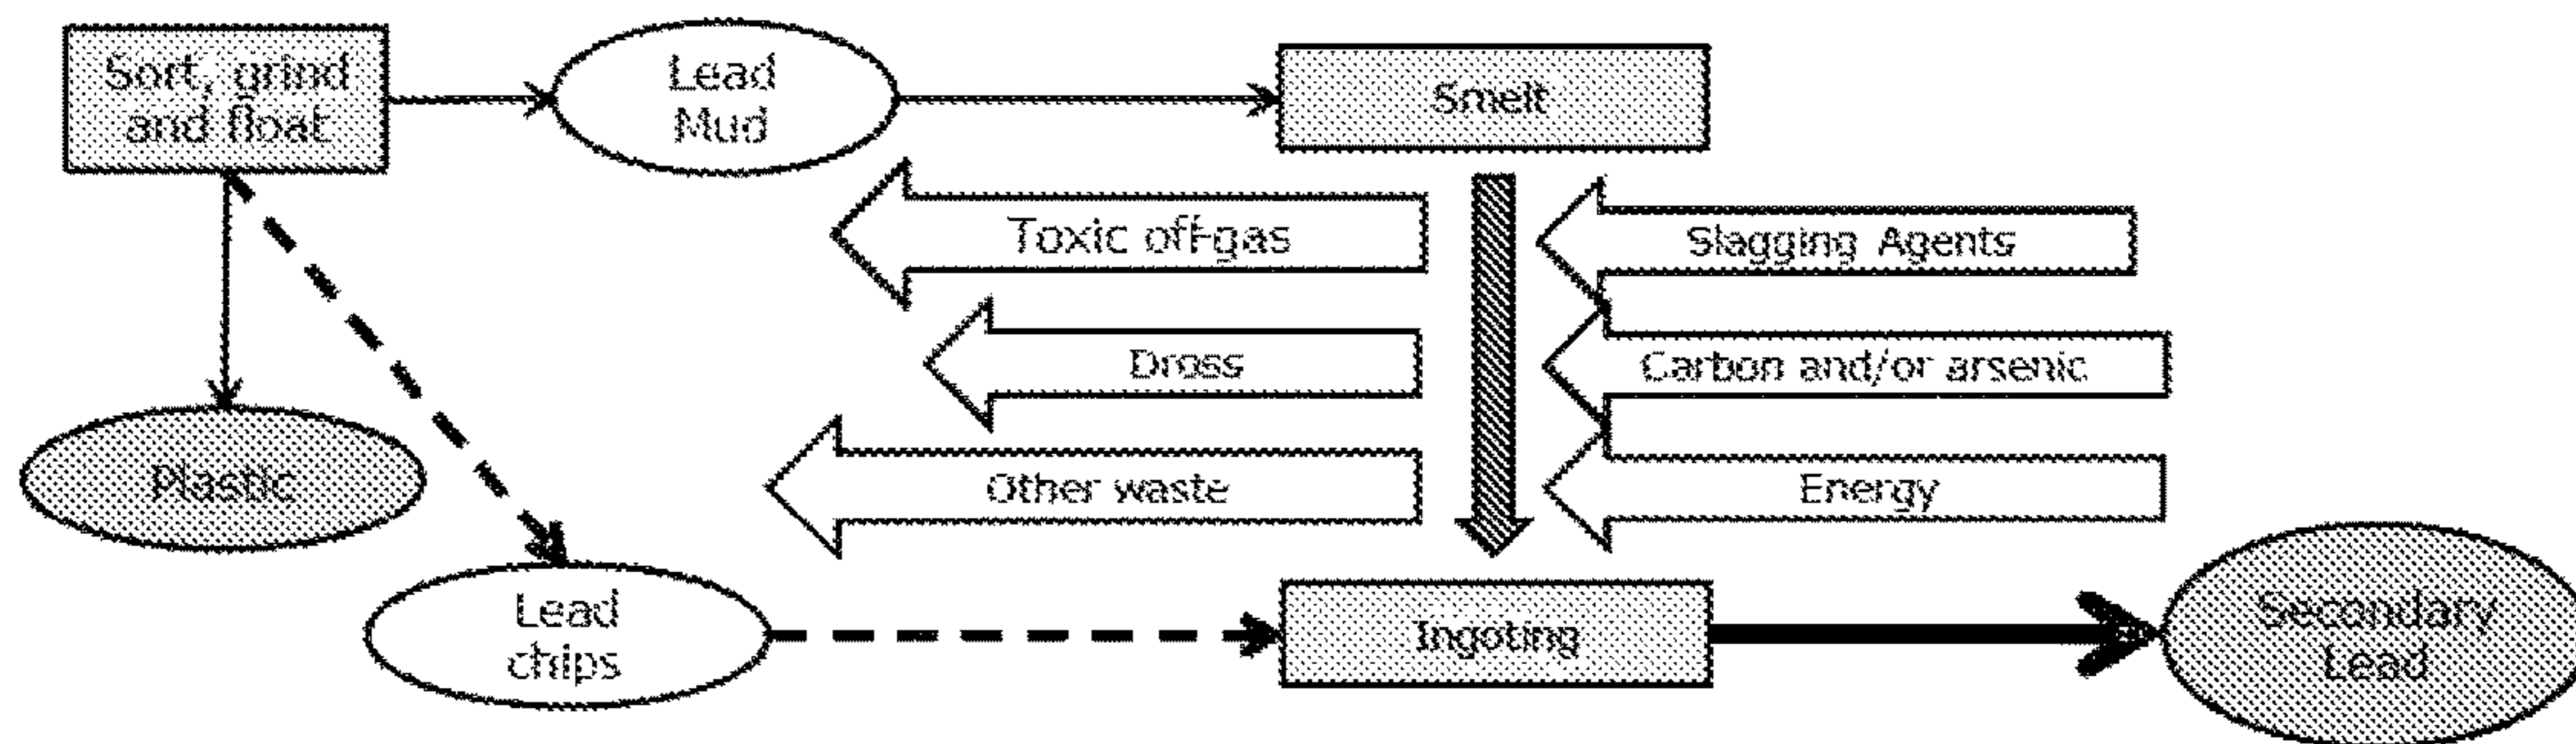 Sort, grind
and float
Lead
Mud
Smelt
Toxic off-gas
Slagging Agents
Dross
Carbon and/or arsenic
Plastic
Other waste
Energy
Lead
chips
Ingoting
Secondary
Lead